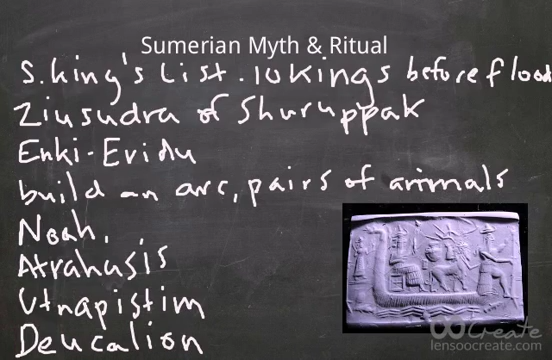 Sumerian Myth & Ritual
S.king's List. 10 kings before flood
Ziusudra of Shuruppak
Enki-Eridu
build an arc, pairs of animals
Noah,
Atrahasis
Utnapistim
Deucalion
Create
lensoocreate.com